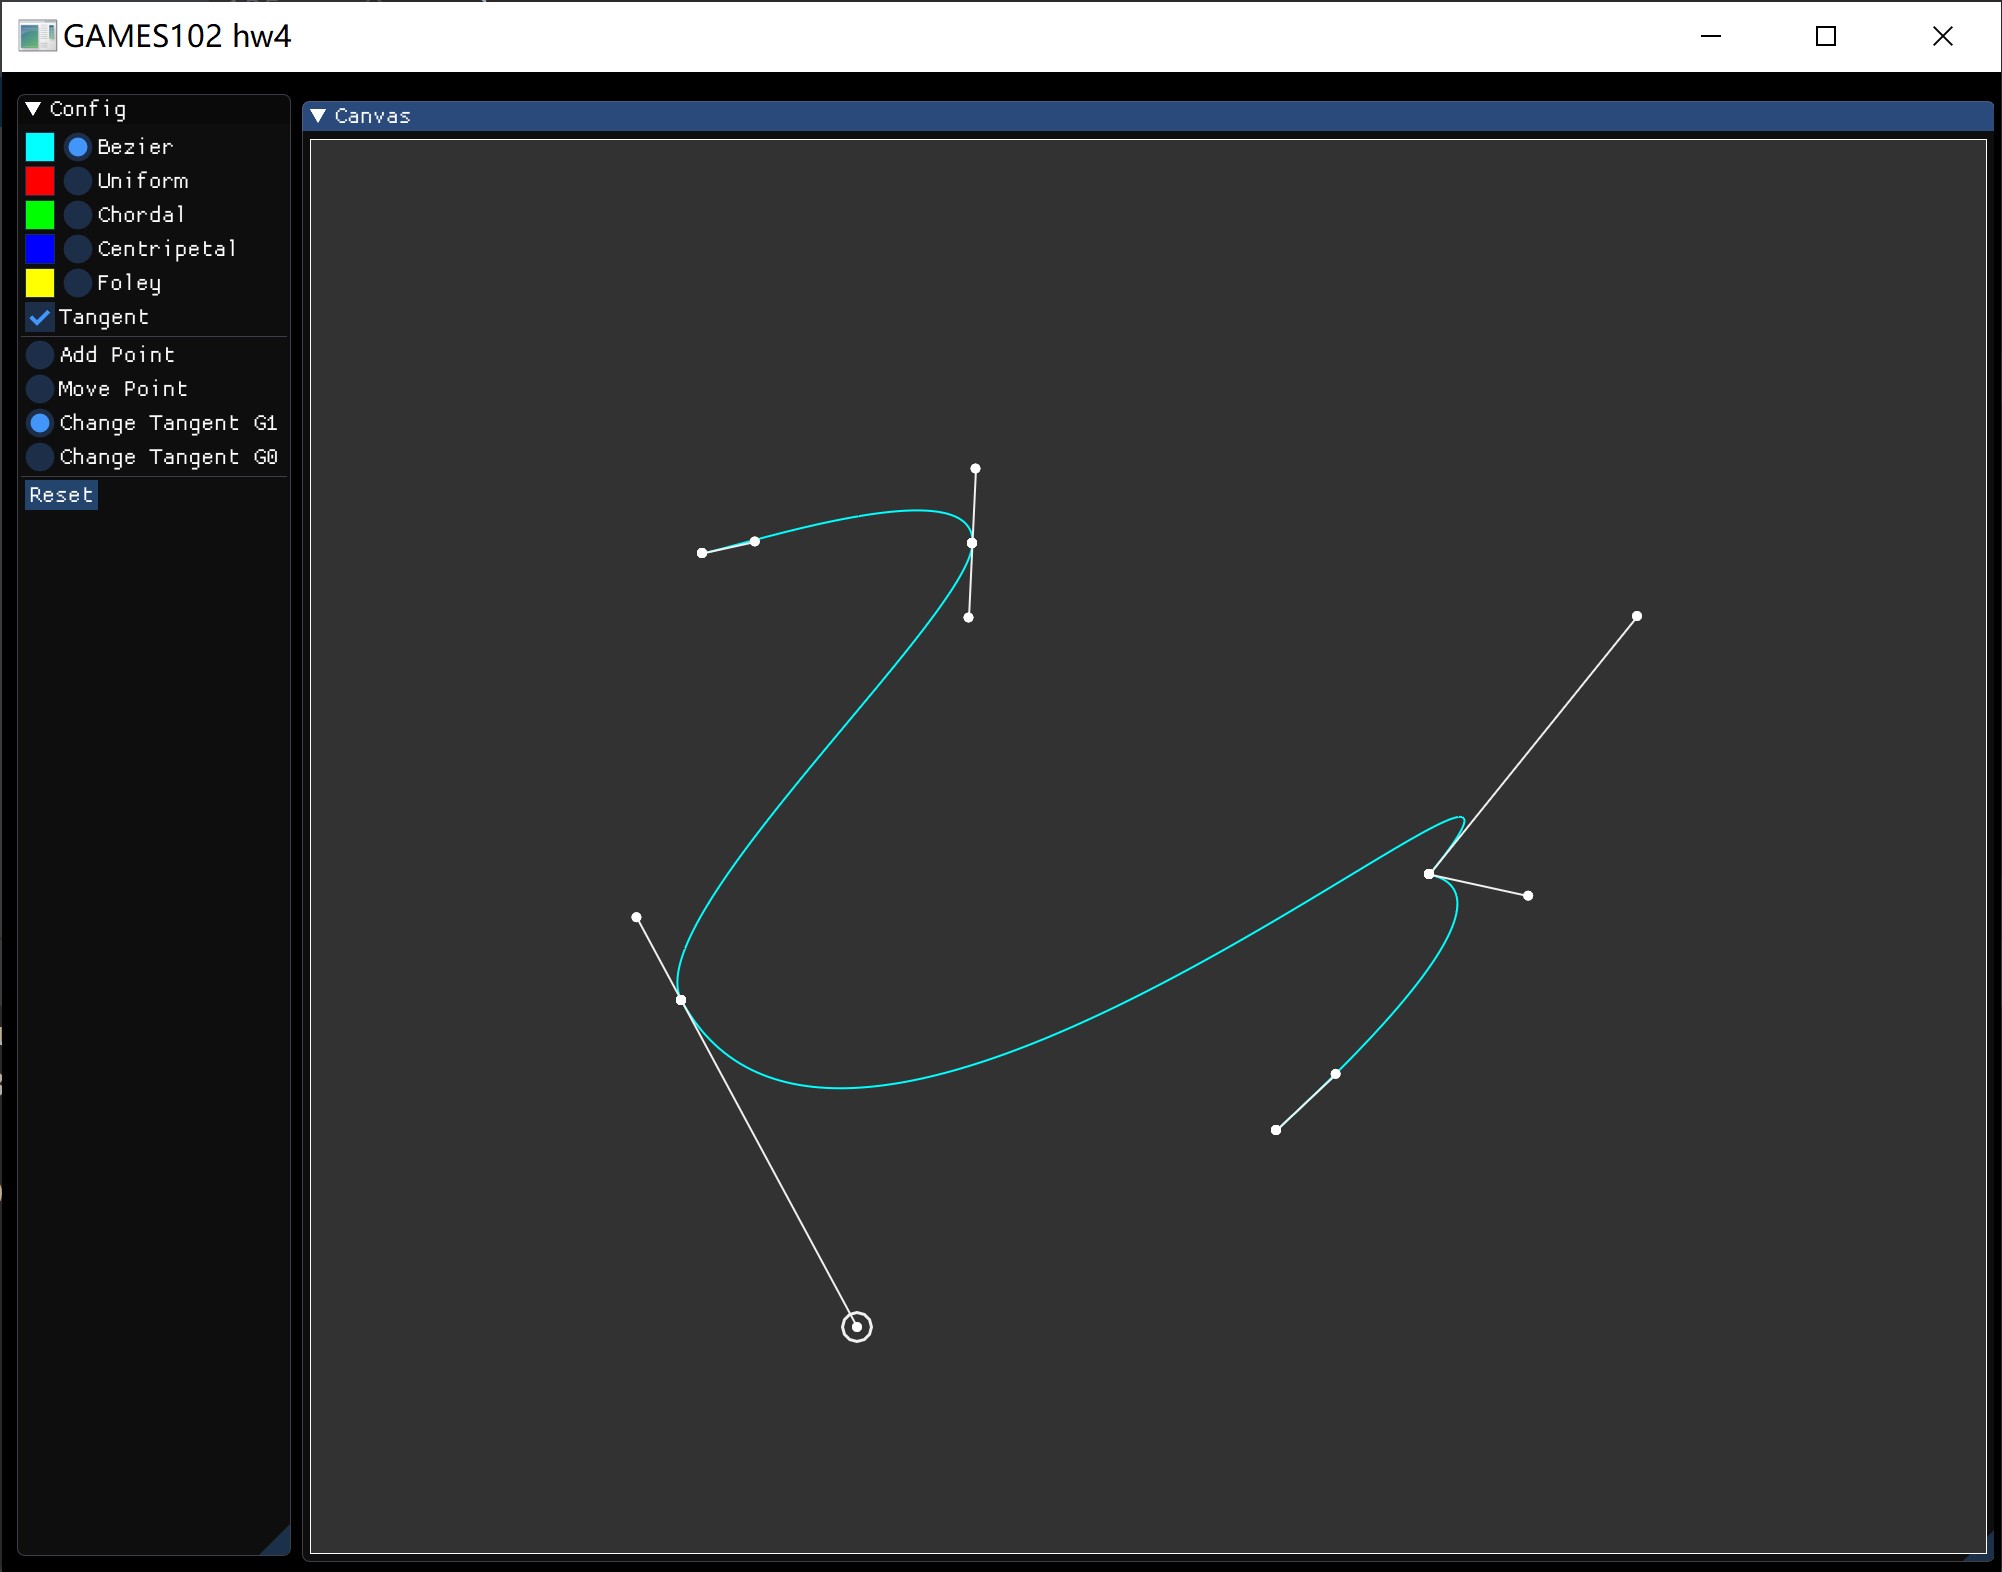 GAMES102 hw4
Config
Bezier
Uniform
Chordal
Centripetal
Foley
Tangent
Add Point
Move Point
Change Tangent G1
Change Tangent G0
Reset
Canvas